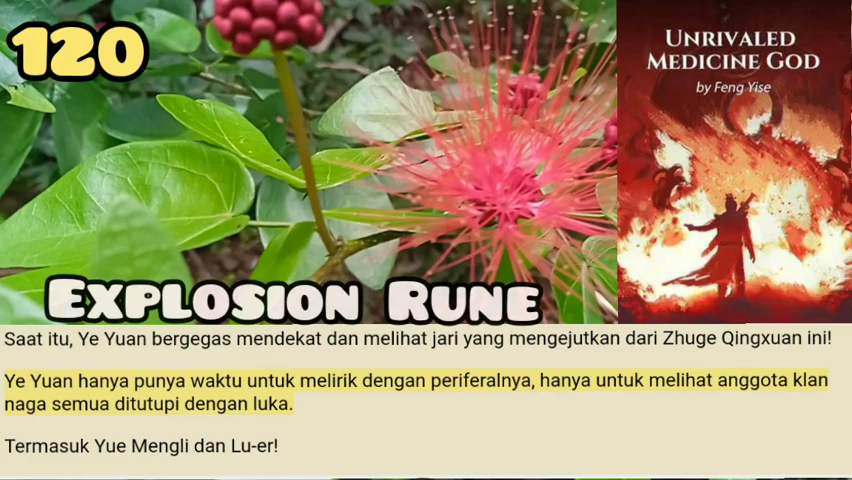 120
UNRIVALED
MEDICINE GOD
by Feng Yise
EXPLOSION RUNE
Saat itu, Ye Yuan bergegas mendekat dan melihat jari yang mengejutkan dari Zhuge Qingxuan ini!
Ye Yuan hanya punya waktu untuk melirik dengan periferalnya, hanya untuk melihat anggota klan
naga semua ditutupi dengan luka.
Termasuk Yue Mengli dan Lu-er!